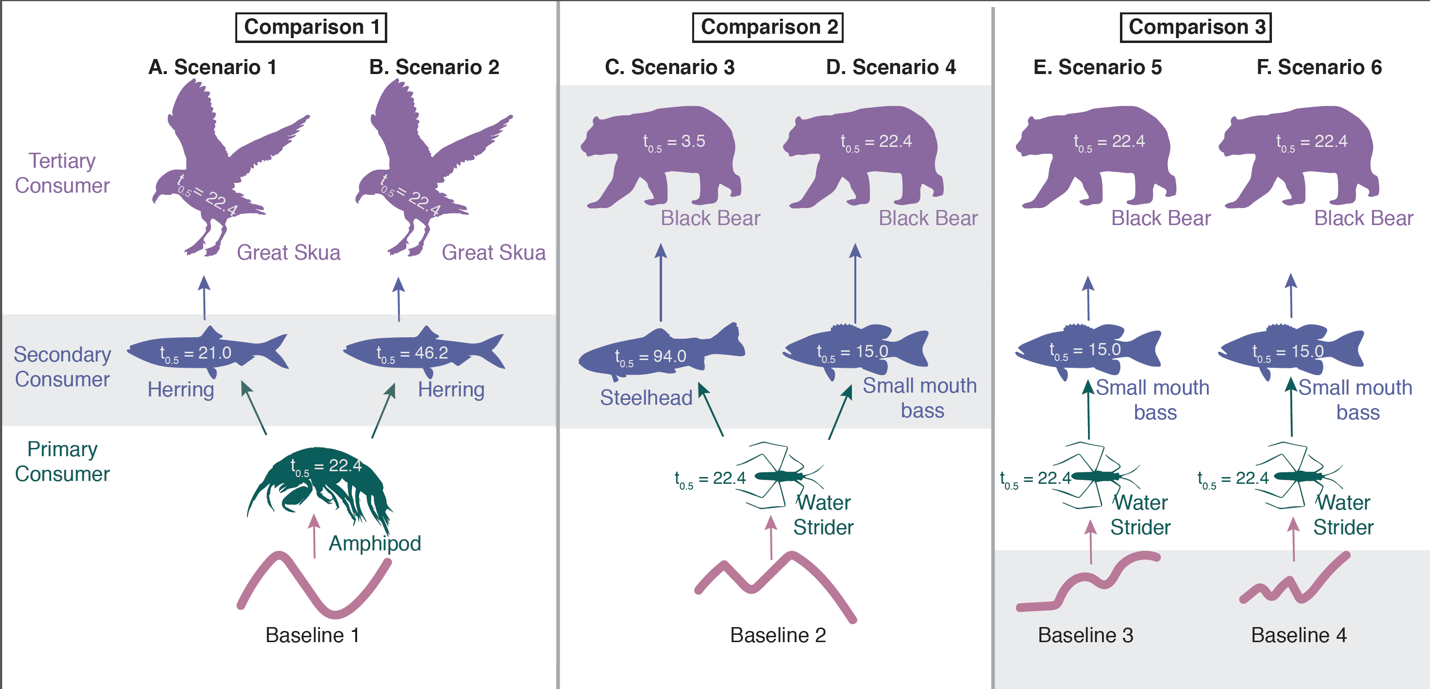 Comparison 1
Comparison 2
Comparison 3
A. Scenario 1
B. Scenario 2
C. Scenario 3
D. Scenario 4
E. Scenario 5
F. Scenario 6
Tertiary
Consumer
t0.5 = 22.4
Great Skua
t0.5 = 22.4
Great Skua
t0.5 = 3.5
Black Bear
t0.5 = 22.4
Black Bear
t0.5 = 22.4
Black Bear
t0.5 = 22.4
Black Bear
Secondary
Consumer
t0.5 = 21.0
Herring
t0.5 = 46.2
Herring
t0.5 = 94.0
Steelhead
t0.5 = 15.0
Small mouth
bass
t0.5 = 15.0
Small mouth
bass
t0.5 = 15.0
Small mouth
bass
Primary
Consumer
t0.5 = 22.4
Amphipod
t0.5 = 22.4
Water
Strider
t0.5 = 22.4
Water
Strider
t0.5 = 22.4
Water
Strider
Baseline 1
Baseline 2
Baseline 3
Baseline 4